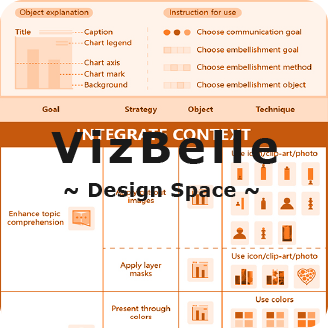 Object explanation
Instruction for use
Title
Caption
Chart legend
Chart axis
Chart mark
Background
Choose communication goal
Choose embellishment goal
Choose embellishment method
Choose embellishment object
Goal Strategy Object Technique
INTEGRATE CONTEXT
VizBelle
~ Design Space ~
Enhance topic
comprehension
images
Use icon/clip-art/photo
Apply layer
masks
Use icon/clip-art/photo
Present through
colors
Use colors